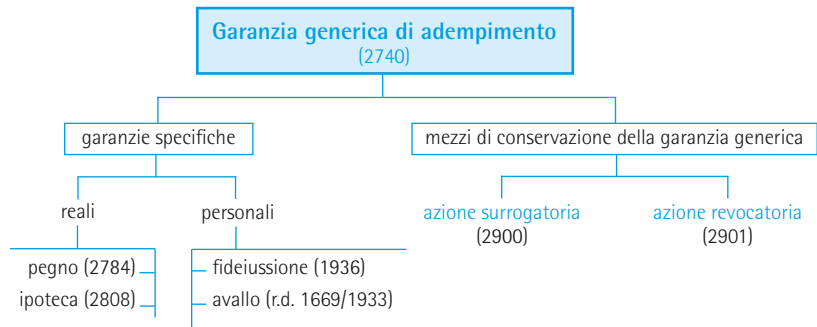 Garanzia generica di adempimento
(2740)
garanzie specifiche
mezzi di conservazione della garanzia generica
reali
personali
azione surrogatoria
(2900)
azione revocatoria
(2901)
pegno (2784)
ipoteca (2808)
fideiussione (1936)
avallo (r.d. 1669/1933)